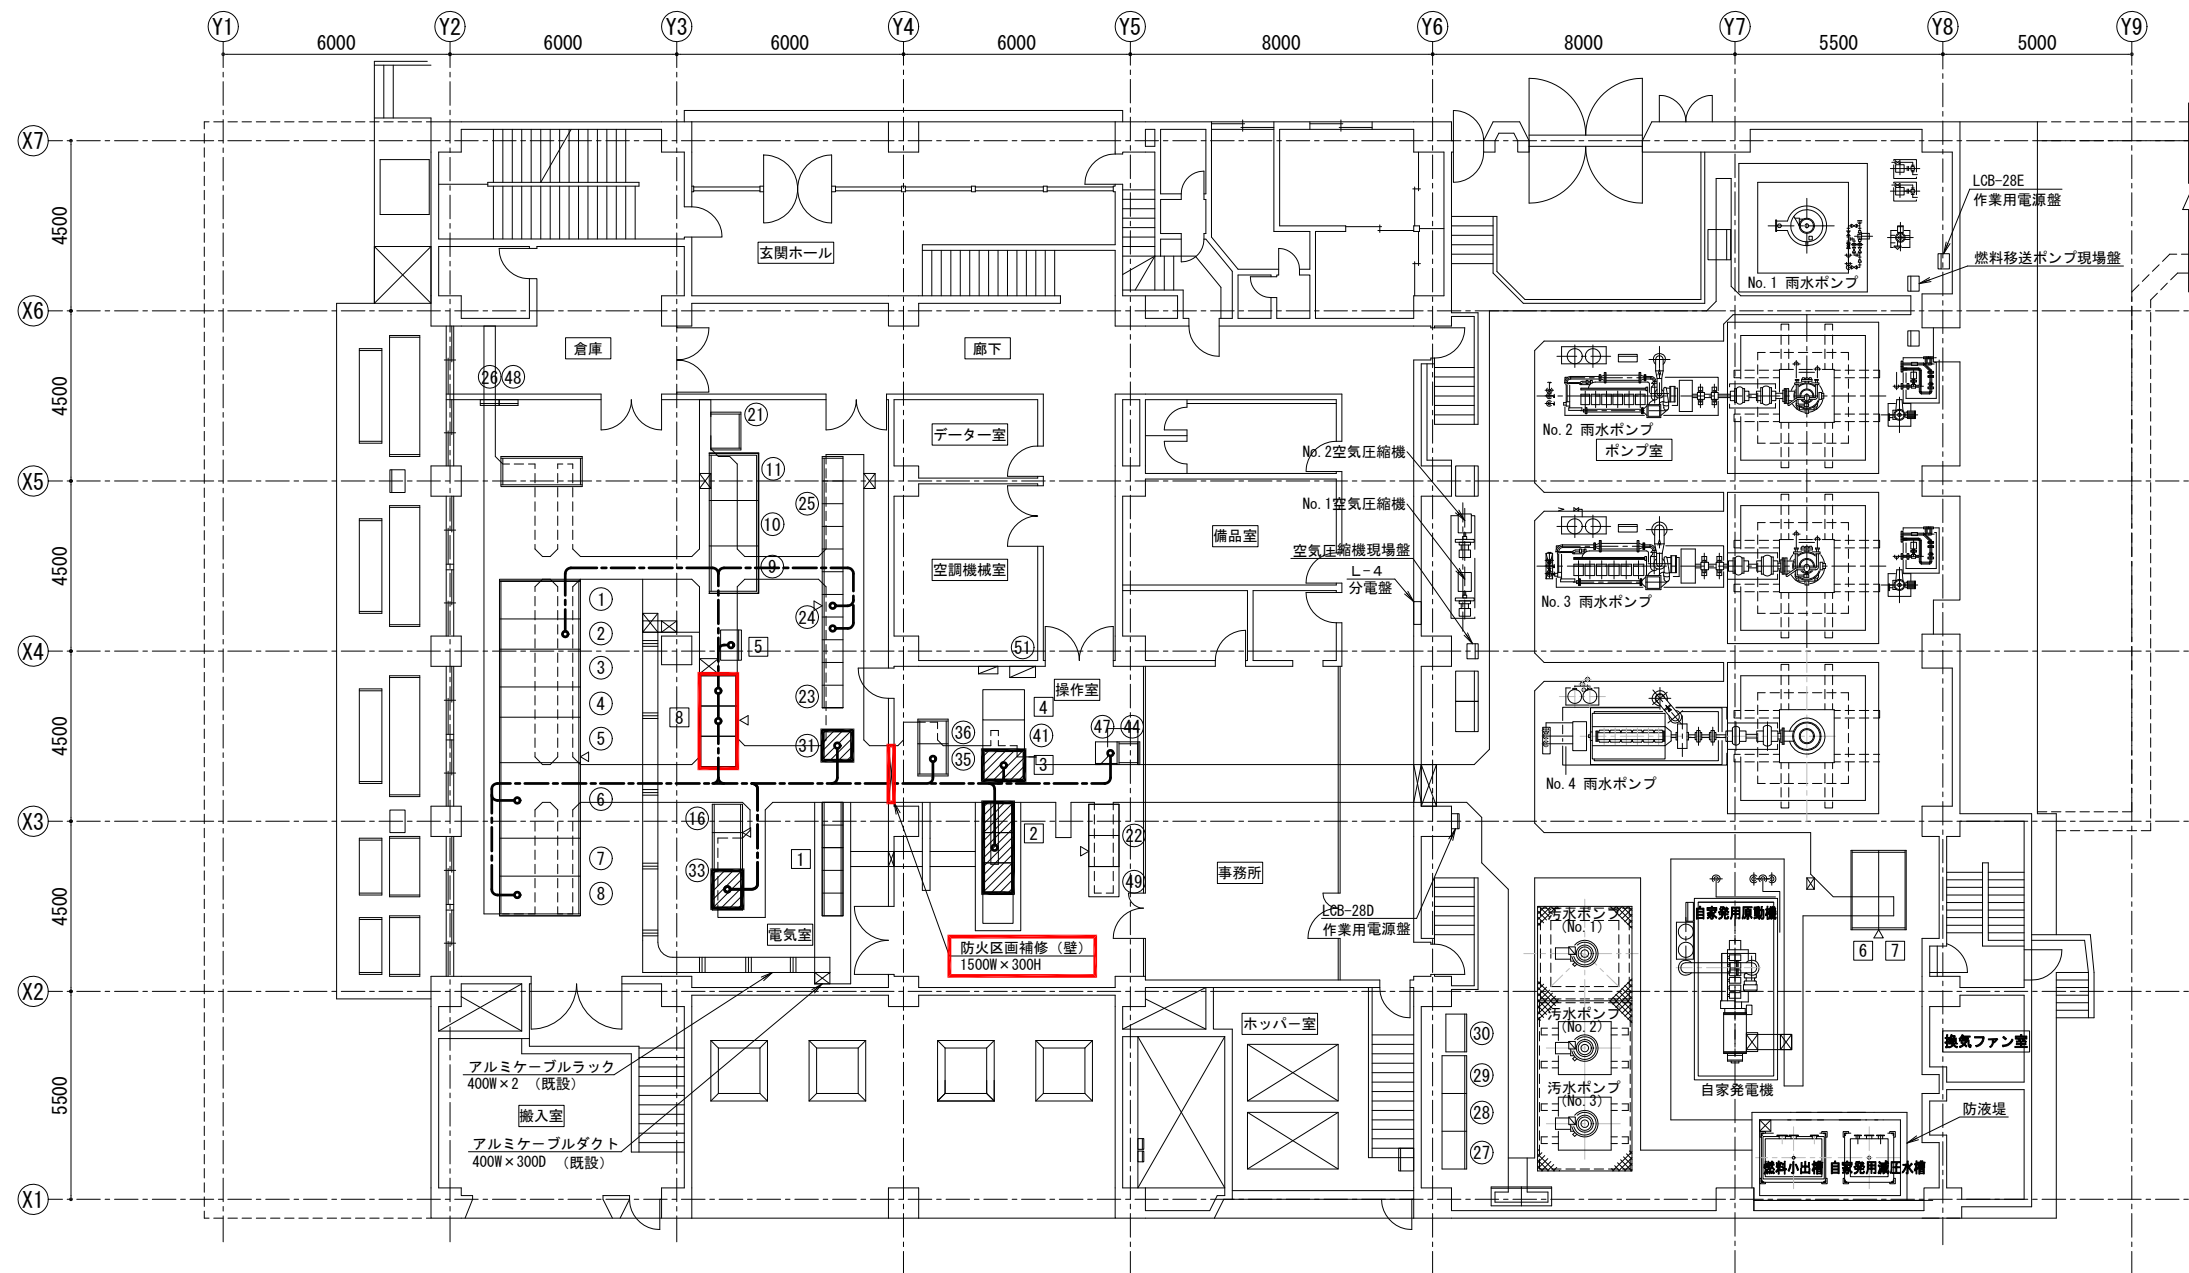 Y1
Y2
Y3
Y4
Y5
Y6
Y7
Y8
Y9
6000
6000
6000
6000
8000
8000
5500
5000
X7
X6
X5
X4
X3
X2
X1
4500
4500
4500
4500
4500
5500
玄関ホール
LCB-28E
作業用電源盤
燃料移送ポンプ現場盤
No.1 雨水ポンプ
倉庫
廊下
26
48
21
データー室
No.2 雨水ポンプ
ポンプ室
No.2空気圧縮機
11
25
10
No.1空気圧縮機
備品室
空気圧縮機現場盤
9
空調機械室
L-4
分電盤
No.3 雨水ポンプ
1
2
24
5
51
3
4
23
操作室
8
4
5
31
36
41
47
44
35
3
No.4 雨水ポンプ
6
16
2
22
7
1
33
49
事務所
8
電気室
LCB-28D
作業用電源盤
防火区画補修（壁）
1500W×300H
汚水ポンプ
(No.1)
自家発用原動機
6
7
ホッパー室
汚水ポンプ
(No.2)
30
換気ファン室
アルミケーブルラック
400W×2 （既設）
29
汚水ポンプ
(No.3)
自家発電機
搬入室
28
防液堤
アルミケーブルダクト
400W×300D （既設）
27
燃料小出槽
自家発用減圧水槽